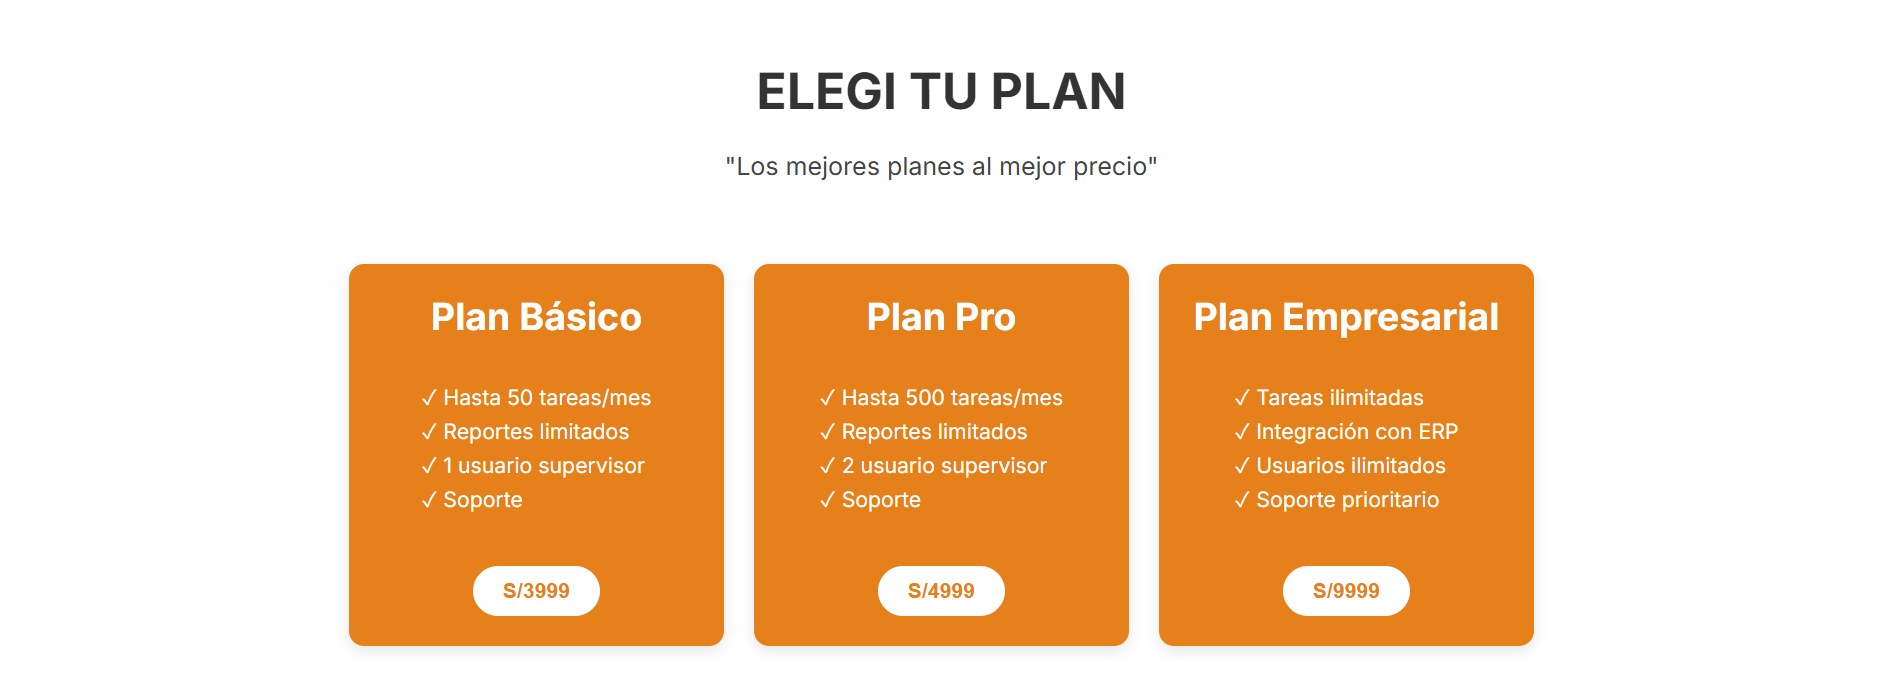 ELEGI TU PLAN
"Los mejores planes al mejor precio"
Plan Básico
✓ Hasta 50 tareas/mes
✓ Reportes limitados
✓ 1 usuario supervisor
✓ Soporte
S/3999
Plan Pro
✓ Hasta 500 tareas/mes
✓ Reportes limitados
✓ 2 usuario supervisor
✓ Soporte
S/4999
Plan Empresarial
✓ Tareas ilimitadas
✓ Integración con ERP
✓ Usuarios ilimitados
✓ Soporte prioritario
S/9999